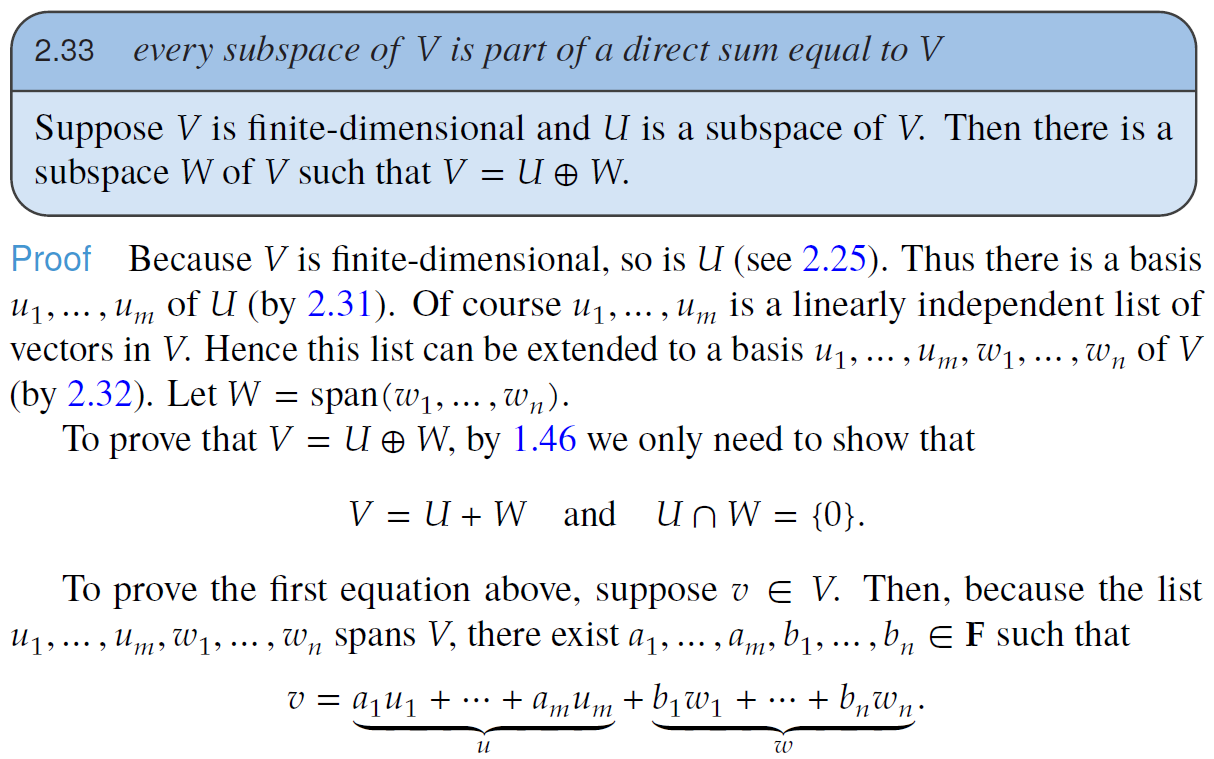 2.33 every subspace of V is part of a direct sum equal to V
Suppose V is finite-dimensional and U is a subspace of V. Then there is a
subspace W of V such that V = U ⊕ W.
Proof Because V is finite-dimensional, so is U (see 2.25). Thus there is a basis
u₁, … , uₘ of U (by 2.31). Of course u₁, … , uₘ is a linearly independent list of
vectors in V. Hence this list can be extended to a basis u₁, … , uₘ, w₁, … , wₙ of V
(by 2.32). Let W = span(w₁, … , wₙ).
To prove that V = U ⊕ W, by 1.46 we only need to show that
V = U + W and U ∩ W = {0}.
To prove the first equation above, suppose v ∈ V. Then, because the list
u₁, … , uₘ, w₁, … , wₙ spans V, there exist a₁, … , aₘ, b₁, … , bₙ ∈ F such that
v = a₁u₁ + ⋯ + aₘuₘ + b₁w₁ + ⋯ + bₙwₙ.
u w